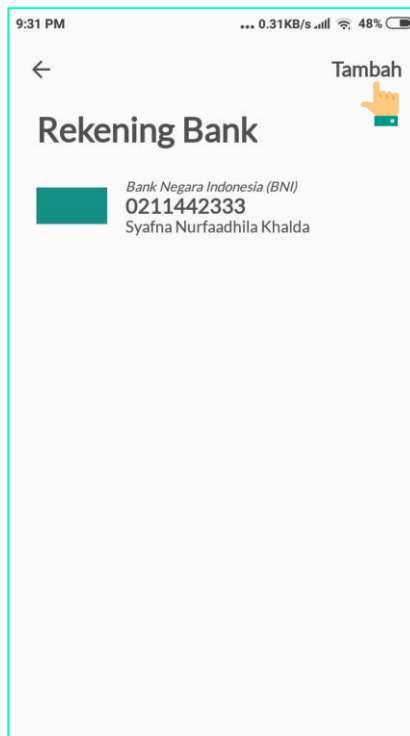 9:31 PM ... 0.31KB/s 48%
Tambah
Rekening Bank
Bank Negara Indonesia (BNI)
0211442333
Syafna Nurfaadhila Khalda